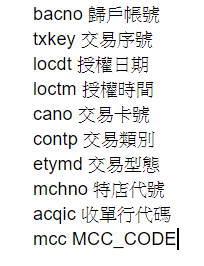 bacno 歸戶帳號
txkey 交易序號
locdt 授權日期
loctm 授權時間
cano 交易卡號
contp 交易類別
etymd 交易型態
mchno 特店代號
acqic 收單行代碼
mcc MCC_CODE